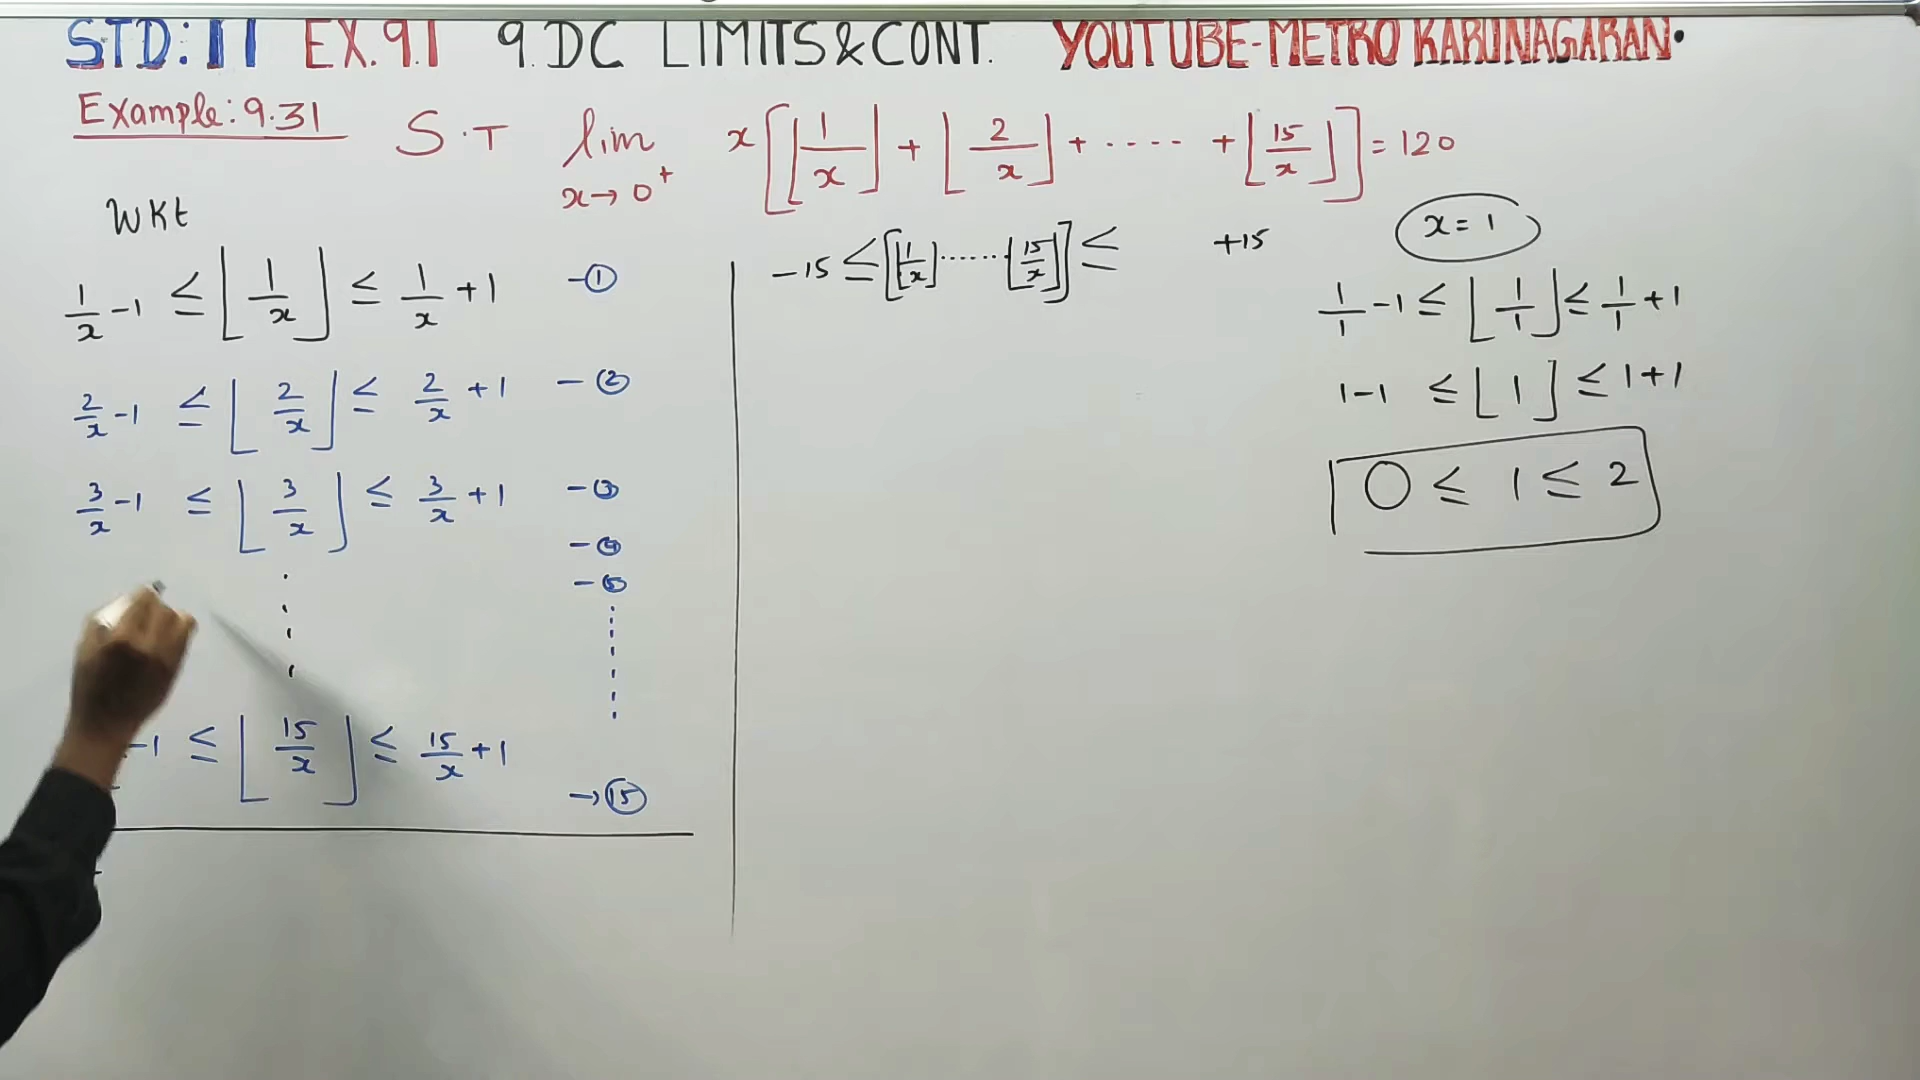 STD:11 EX.9.1 9.DC LIMITS&CONT. YOUTUBE-METRO KARUNAGARAN.
Example: 9.31 S.T lim x→0⁺ x[⌊1/x⌋ + ⌊2/x⌋ + ..... + ⌊15/x⌋] = 120
WKt
1/x -1 ≤ ⌊1/x⌋ ≤ 1/x +1 -①
2/x -1 ≤ ⌊2/x⌋ ≤ 2/x +1 -②
3/x -1 ≤ ⌊3/x⌋ ≤ 3/x +1 -③
-④
-⑤
-1 ≤ ⌊15/x⌋ ≤ 15/x +1
→⑮
-15 ≤ [⌊1/x⌋ ...... ⌊15/x⌋] ≤ +15
x = 1
1/1 -1 ≤ ⌊1/1⌋ ≤ 1/1 +1
1-1 ≤ ⌊1⌋ ≤ 1+1
0 ≤ 1 ≤ 2